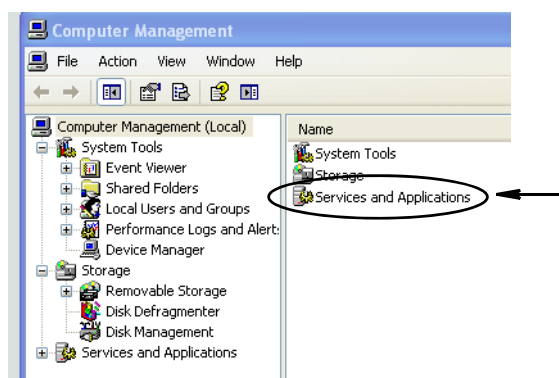 Computer Management
File Action View Window Help
Computer Management (Local)
System Tools
Event Viewer
Shared Folders
Local Users and Groups
Performance Logs and Alert
Device Manager
Storage
Removable Storage
Disk Defragmenter
Disk Management
Services and Applications
Name
System Tools
Storage
Services and Applications